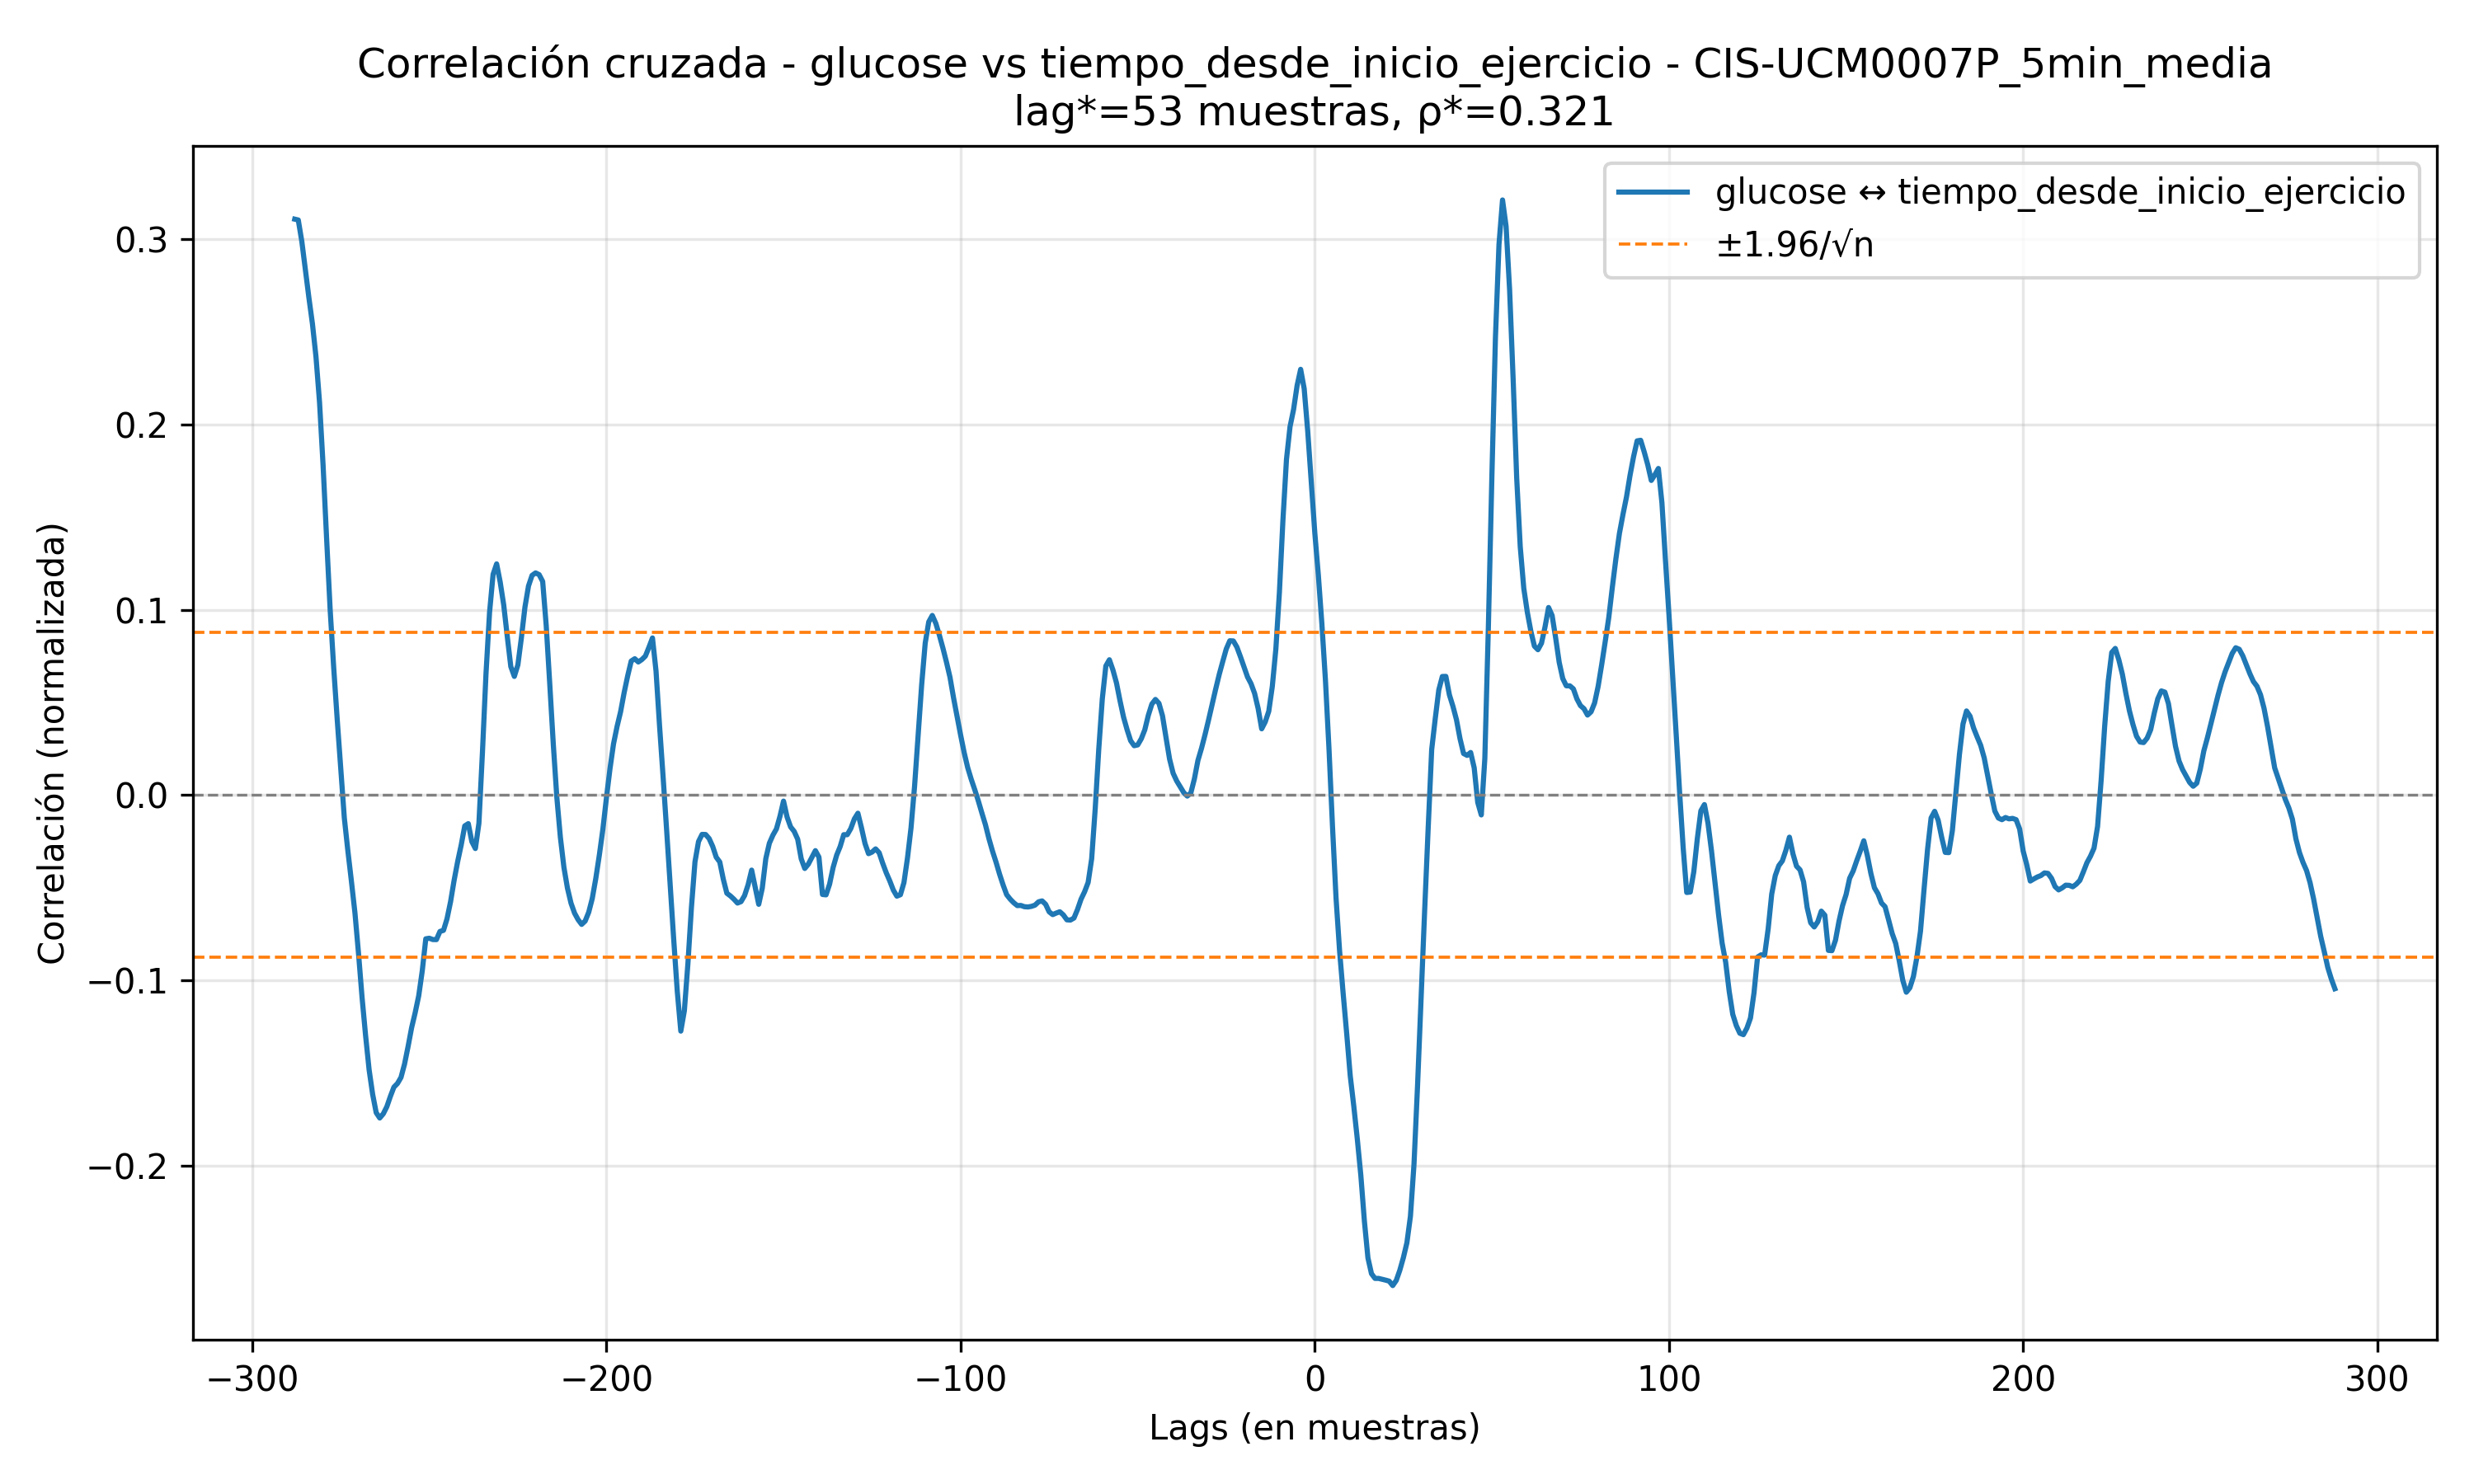 Correlación cruzada - glucose vs tiempo_desde_inicio_ejercicio - CIS-UCM0007P_5min_media
lag*=53 muestras, ρ*=0.321
glucose ↔ tiempo_desde_inicio_ejercicio
±1.96/√n
Correlación (normalizada)
0.3
0.2
0.1
0.0
−0.1
−0.2
−300
−200
−100
0
100
200
300
Lags (en muestras)